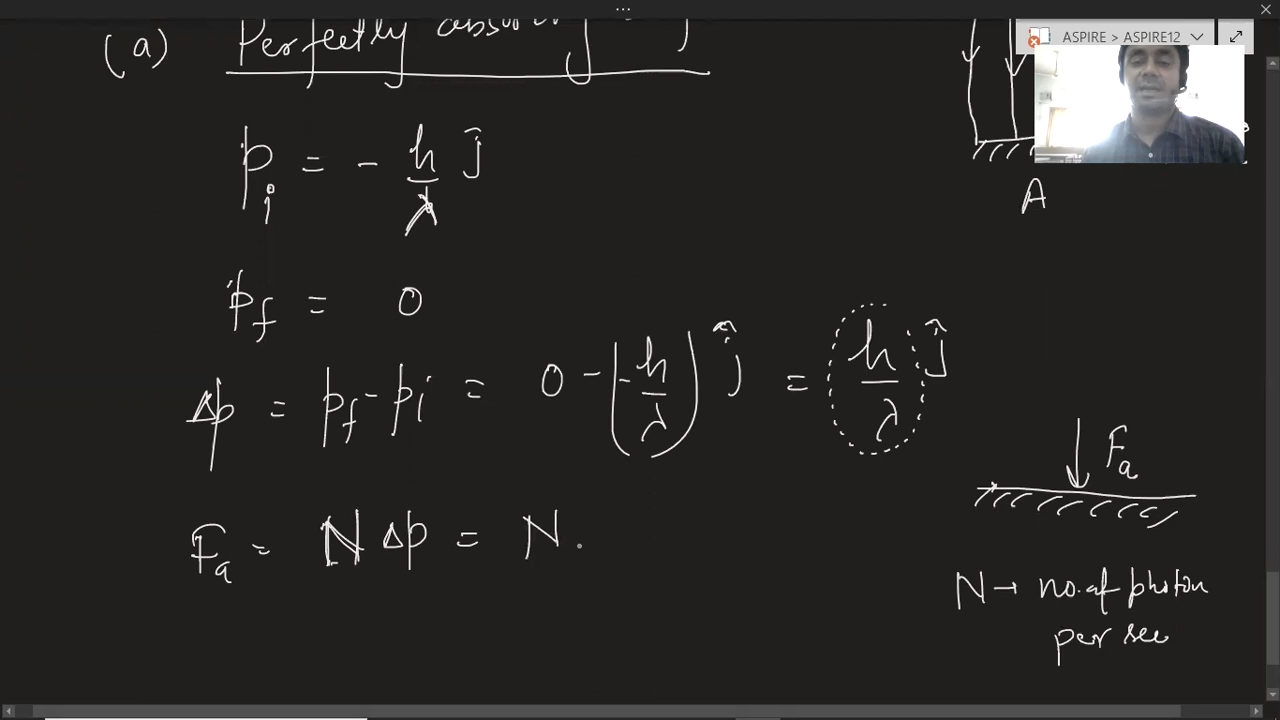 ASPIRE > ASPIRE12
(a) Perfectly
p_i = - h/λ ĵ
A
p_f = 0
Δp = p_f - p_i = 0 - (-h/λ) ĵ = h/λ ĵ
F_a
F_a = N Δp = N .
N → no. of photon
per sec